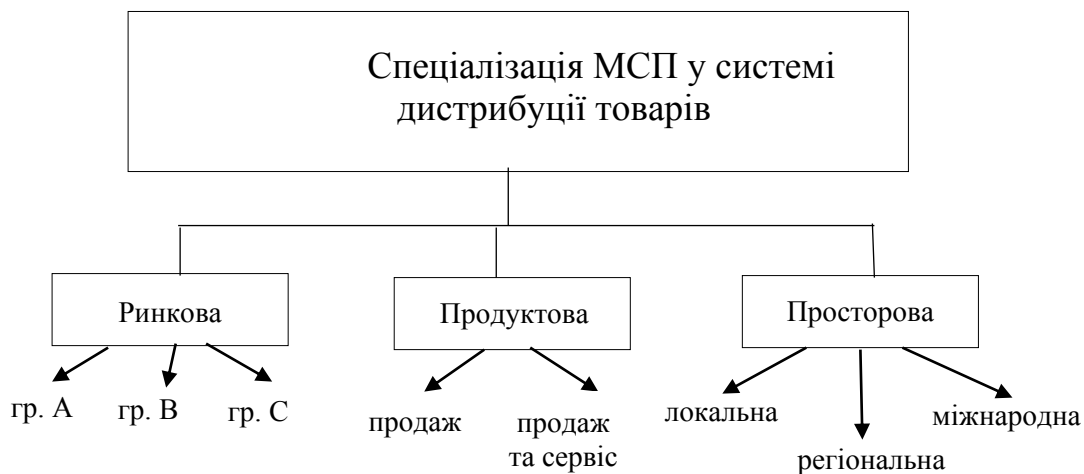 Спеціалізація МСП у системі
дистрибуції товарів
Ринкова
Продуктова
Просторова
гр. А
гр. В
гр. С
продаж
продаж
та сервіс
локальна
регіональна
міжнародна